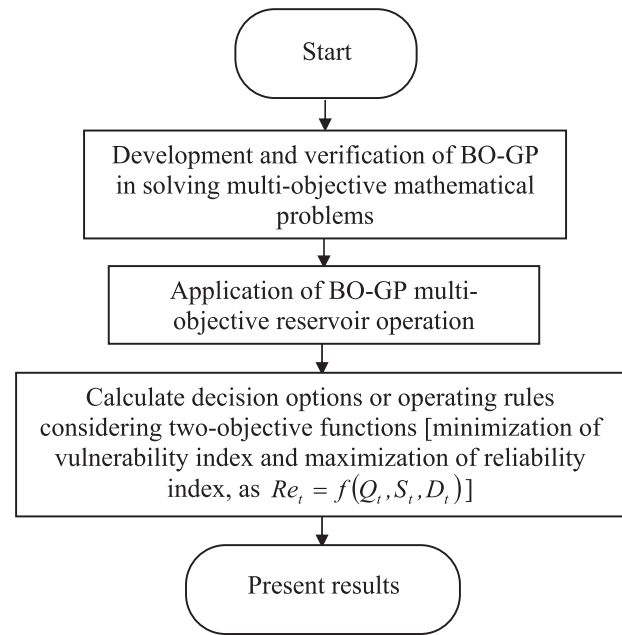 Start
Development and verification of BO-GP
in solving multi-objective mathematical
problems
Application of BO-GP multi-
objective reservoir operation
Calculate decision options or operating rules
considering two-objective functions [minimization of
vulnerability index and maximization of reliability
index, as Re_t = f(Q_t, S_t, D_t)]
Present results